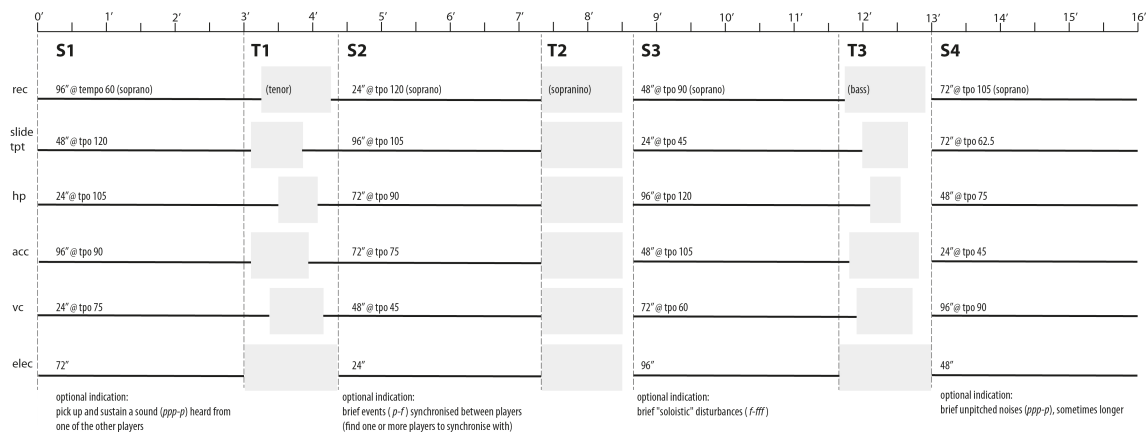 0′ 1′ 2′ 3′ 4′ 5′ 6′ 7′ 8′ 9′ 10′ 11′ 12′ 13′ 14′ 15′ 16′
S1 T1 S2 T2 S3 T3 S4
rec 96″ @ tempo 60 (soprano) (tenor) 24″ @ tpo 120 (soprano) (sopranino) 48″ @ tpo 90 (soprano) (bass) 72″ @ tpo 105 (soprano)
slide
tpt 48″ @ tpo 120 96″ @ tpo 105 24″ @ tpo 45 72″ @ tpo 62.5
hp 24″ @ tpo 105 72″ @ tpo 90 96″ @ tpo 120 48″ @ tpo 75
acc 96″ @ tpo 90 72″ @ tpo 75 48″ @ tpo 105 24″ @ tpo 45
vc 24″ @ tpo 75 48″ @ tpo 45 72″ @ tpo 60 96″ @ tpo 90
elec 72″ 24″ 96″ 48″
optional indication:
pick up and sustain a sound (ppp-p) heard from
one of the other players
optional indication:
brief events ( p-f ) synchronised between players
(find one or more players to synchronise with)
optional indication:
brief "soloistic" disturbances ( f-fff )
optional indication:
brief unpitched noises (ppp-p), sometimes longer